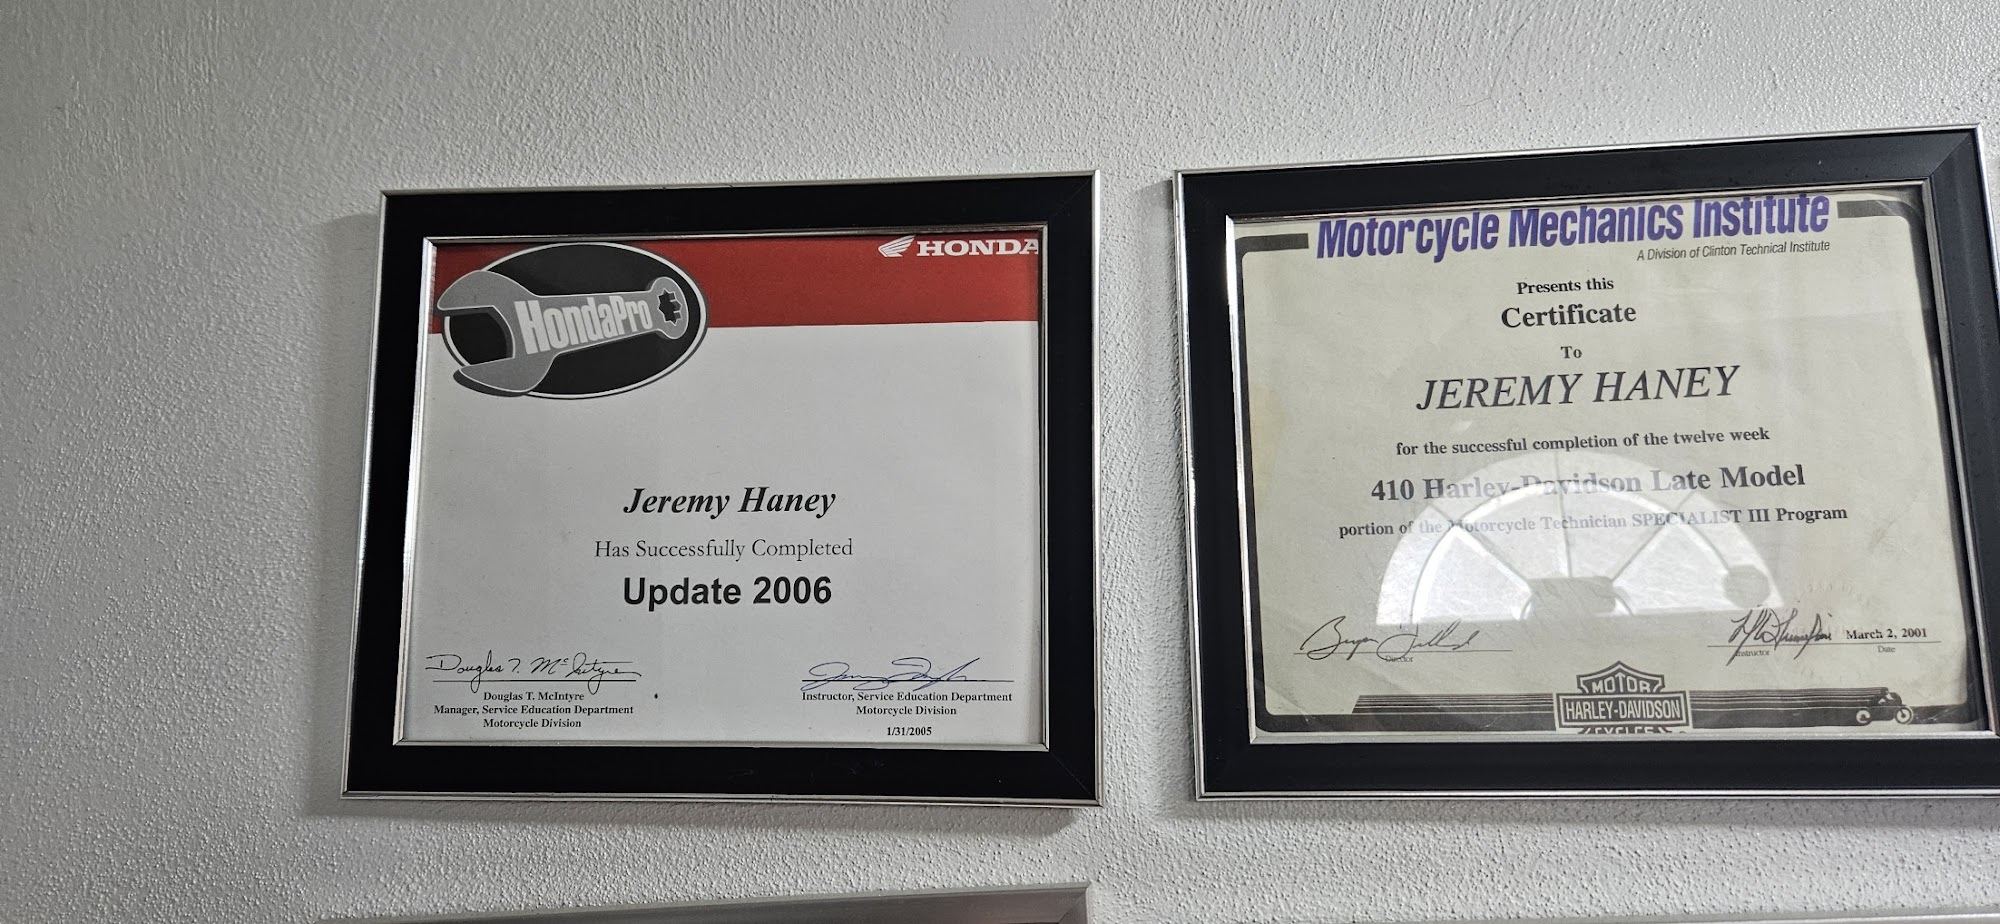 HONDA
HondaPro
Jeremy Haney
Has Successfully Completed
Update 2006
Douglas T. McIntyre
Douglas T. McIntyre
Manager, Service Education Department
Motorcycle Division
Instructor, Service Education Department
Motorcycle Division
1/31/2005
Motorcycle Mechanics Institute
A Division of Clinton Technical Institute
Presents this
Certificate
To
JEREMY HANEY
for the successful completion of the twelve week
410 Harley-Davidson Late Model
portion of the Motorcycle Technician SPECIALIST III Program
Director
Instructor
March 2, 2001
Date
MOTOR
HARLEY-DAVIDSON
CYCLES